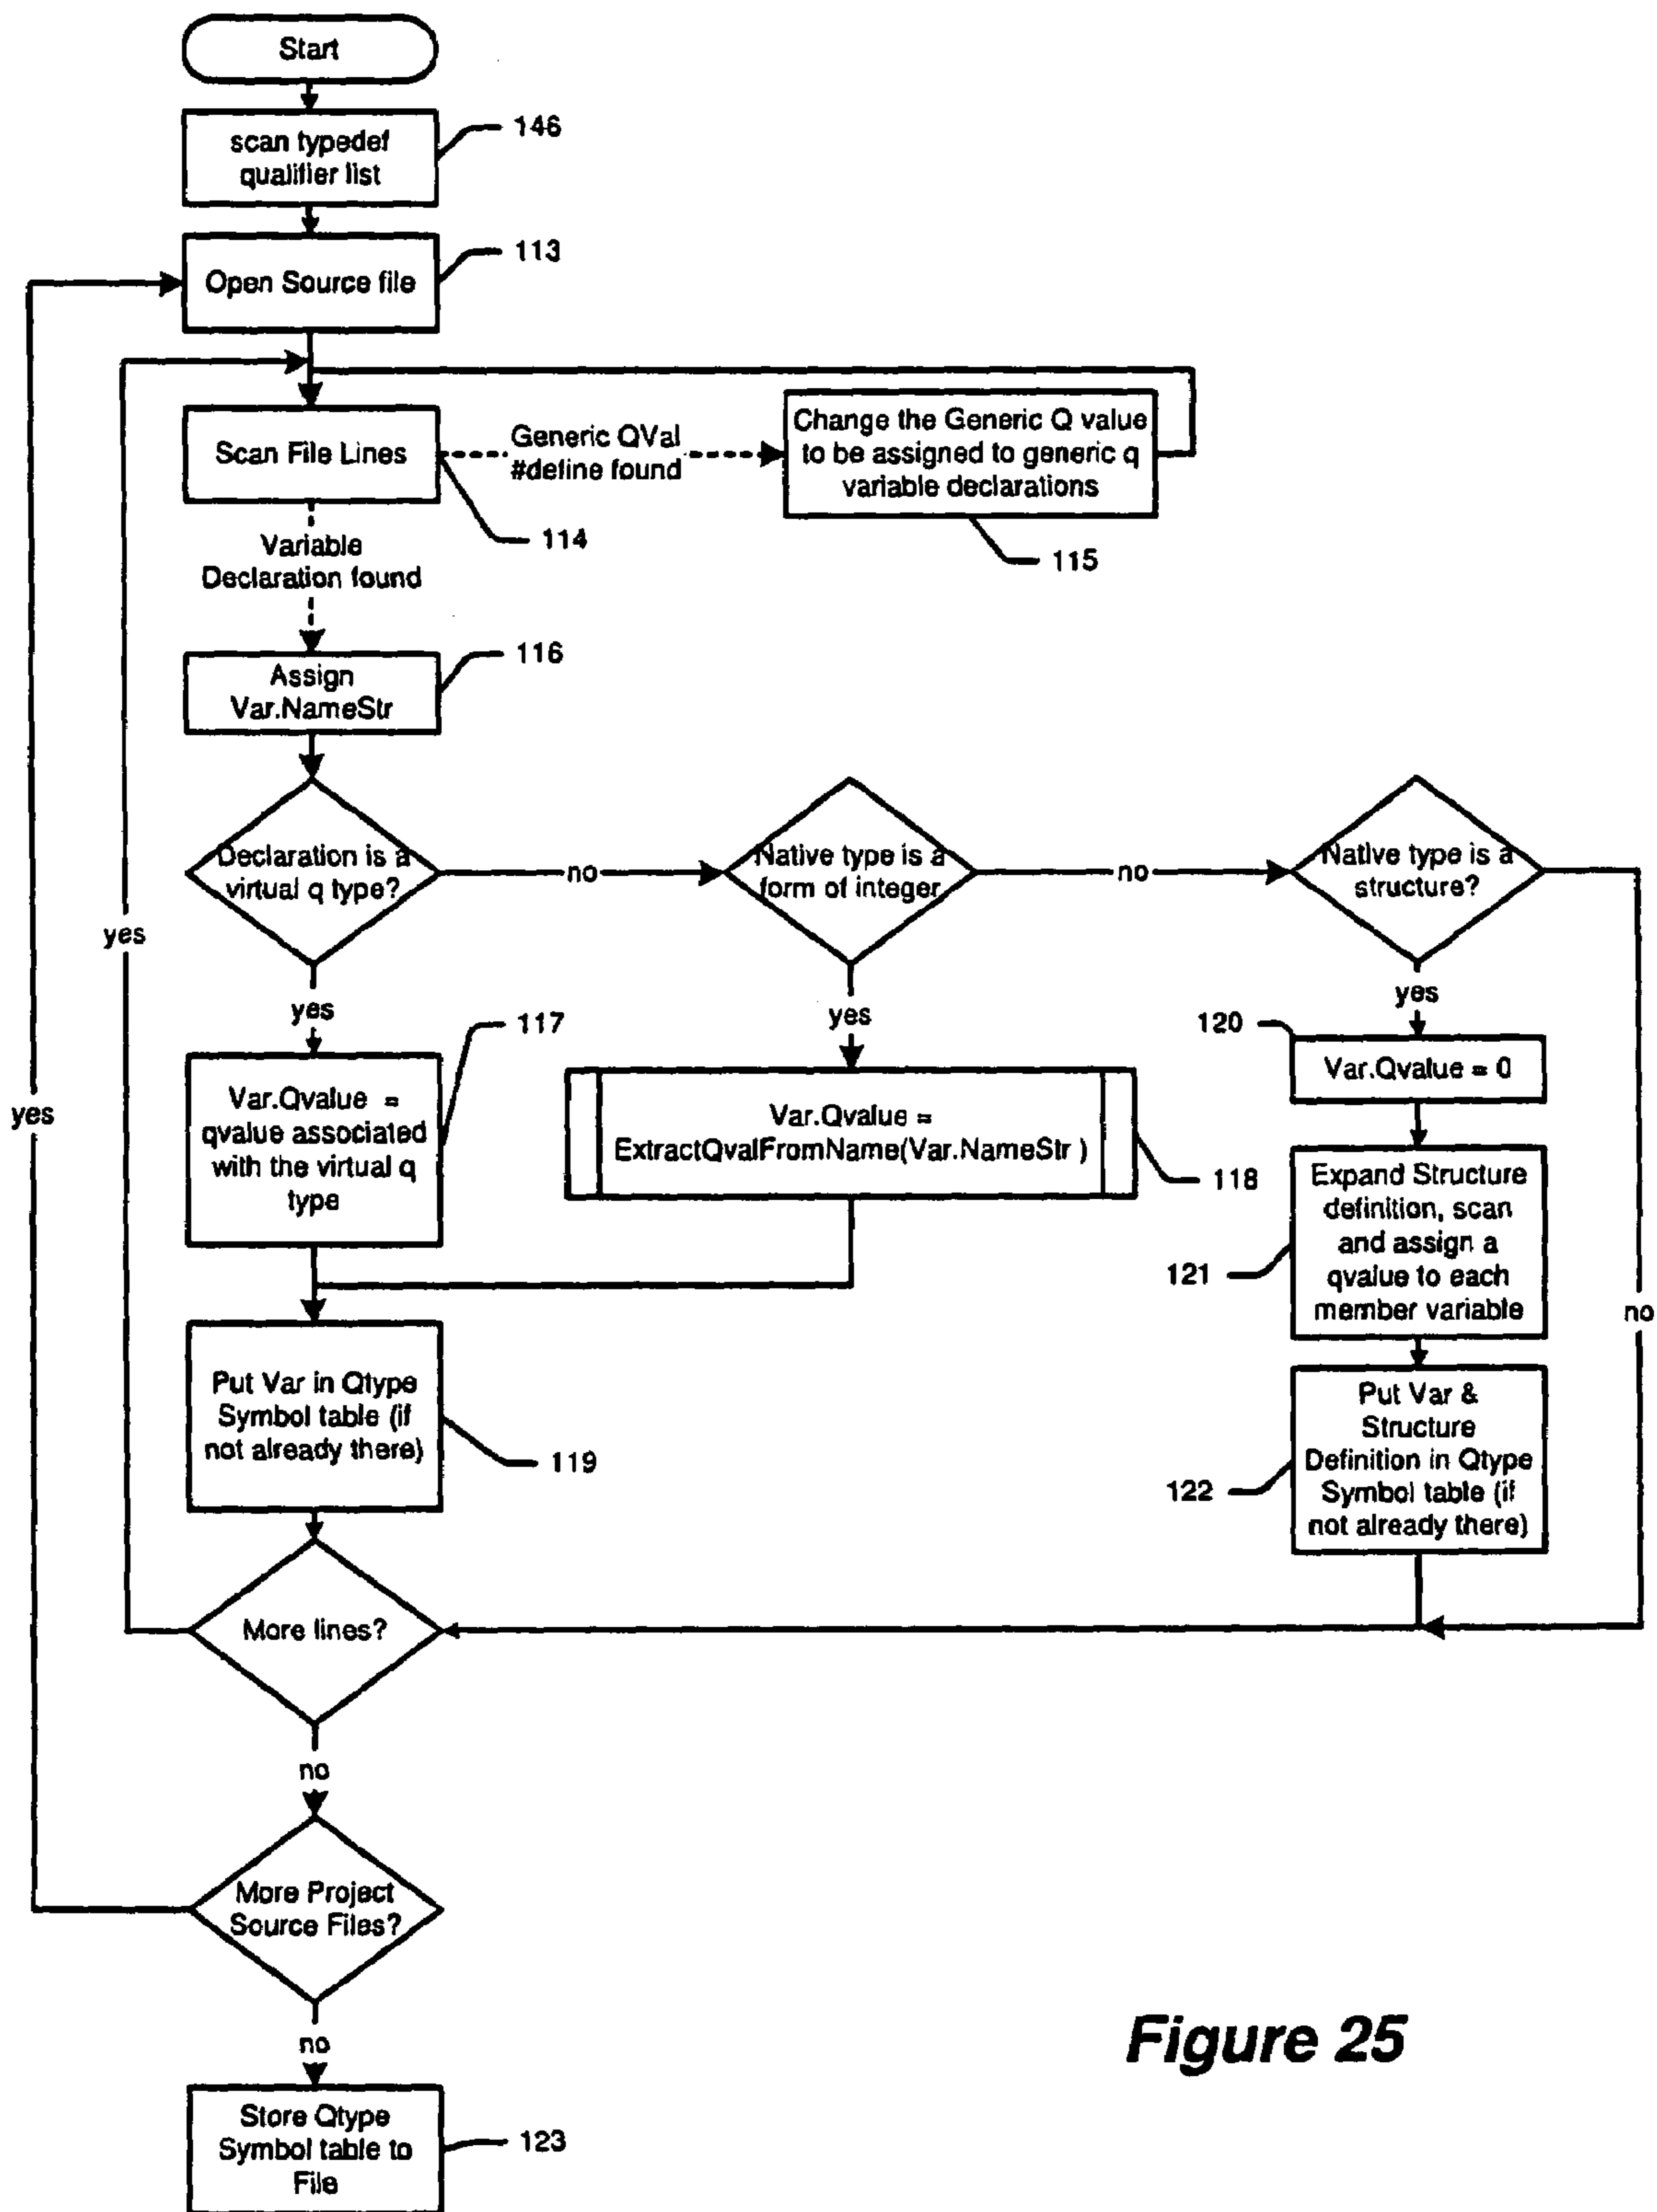 Start
scan typedef
qualifier list
146
Open Source file
113
Scan File Lines
114
Generic QVal
#define found
Change the Generic Q value
to be assigned to generic q
variable declarations
115
Variable
Declaration found
Assign
Var.NameStr
116
Declaration is a
virtual q type?
no
Native type is a
form of integer
no
Native type is a
structure?
yes
yes
yes
yes
yes
no
Var.Qvalue =
qvalue associated
with the virtual q
type
117
Var.Qvalue =
ExtractQvalFromName(Var.NameStr )
118
120
Var.Qvalue = 0
Expand Structure
definition, scan
and assign a
qvalue to each
member variable
121
Put Var in Qtype
Symbol table (if
not already there)
119
Put Var &
Structure
Definition in Qtype
Symbol table (if
not already there)
122
More lines?
no
More Project
Source Files?
no
Store Qtype
Symbol table to
File
123
Figure 25